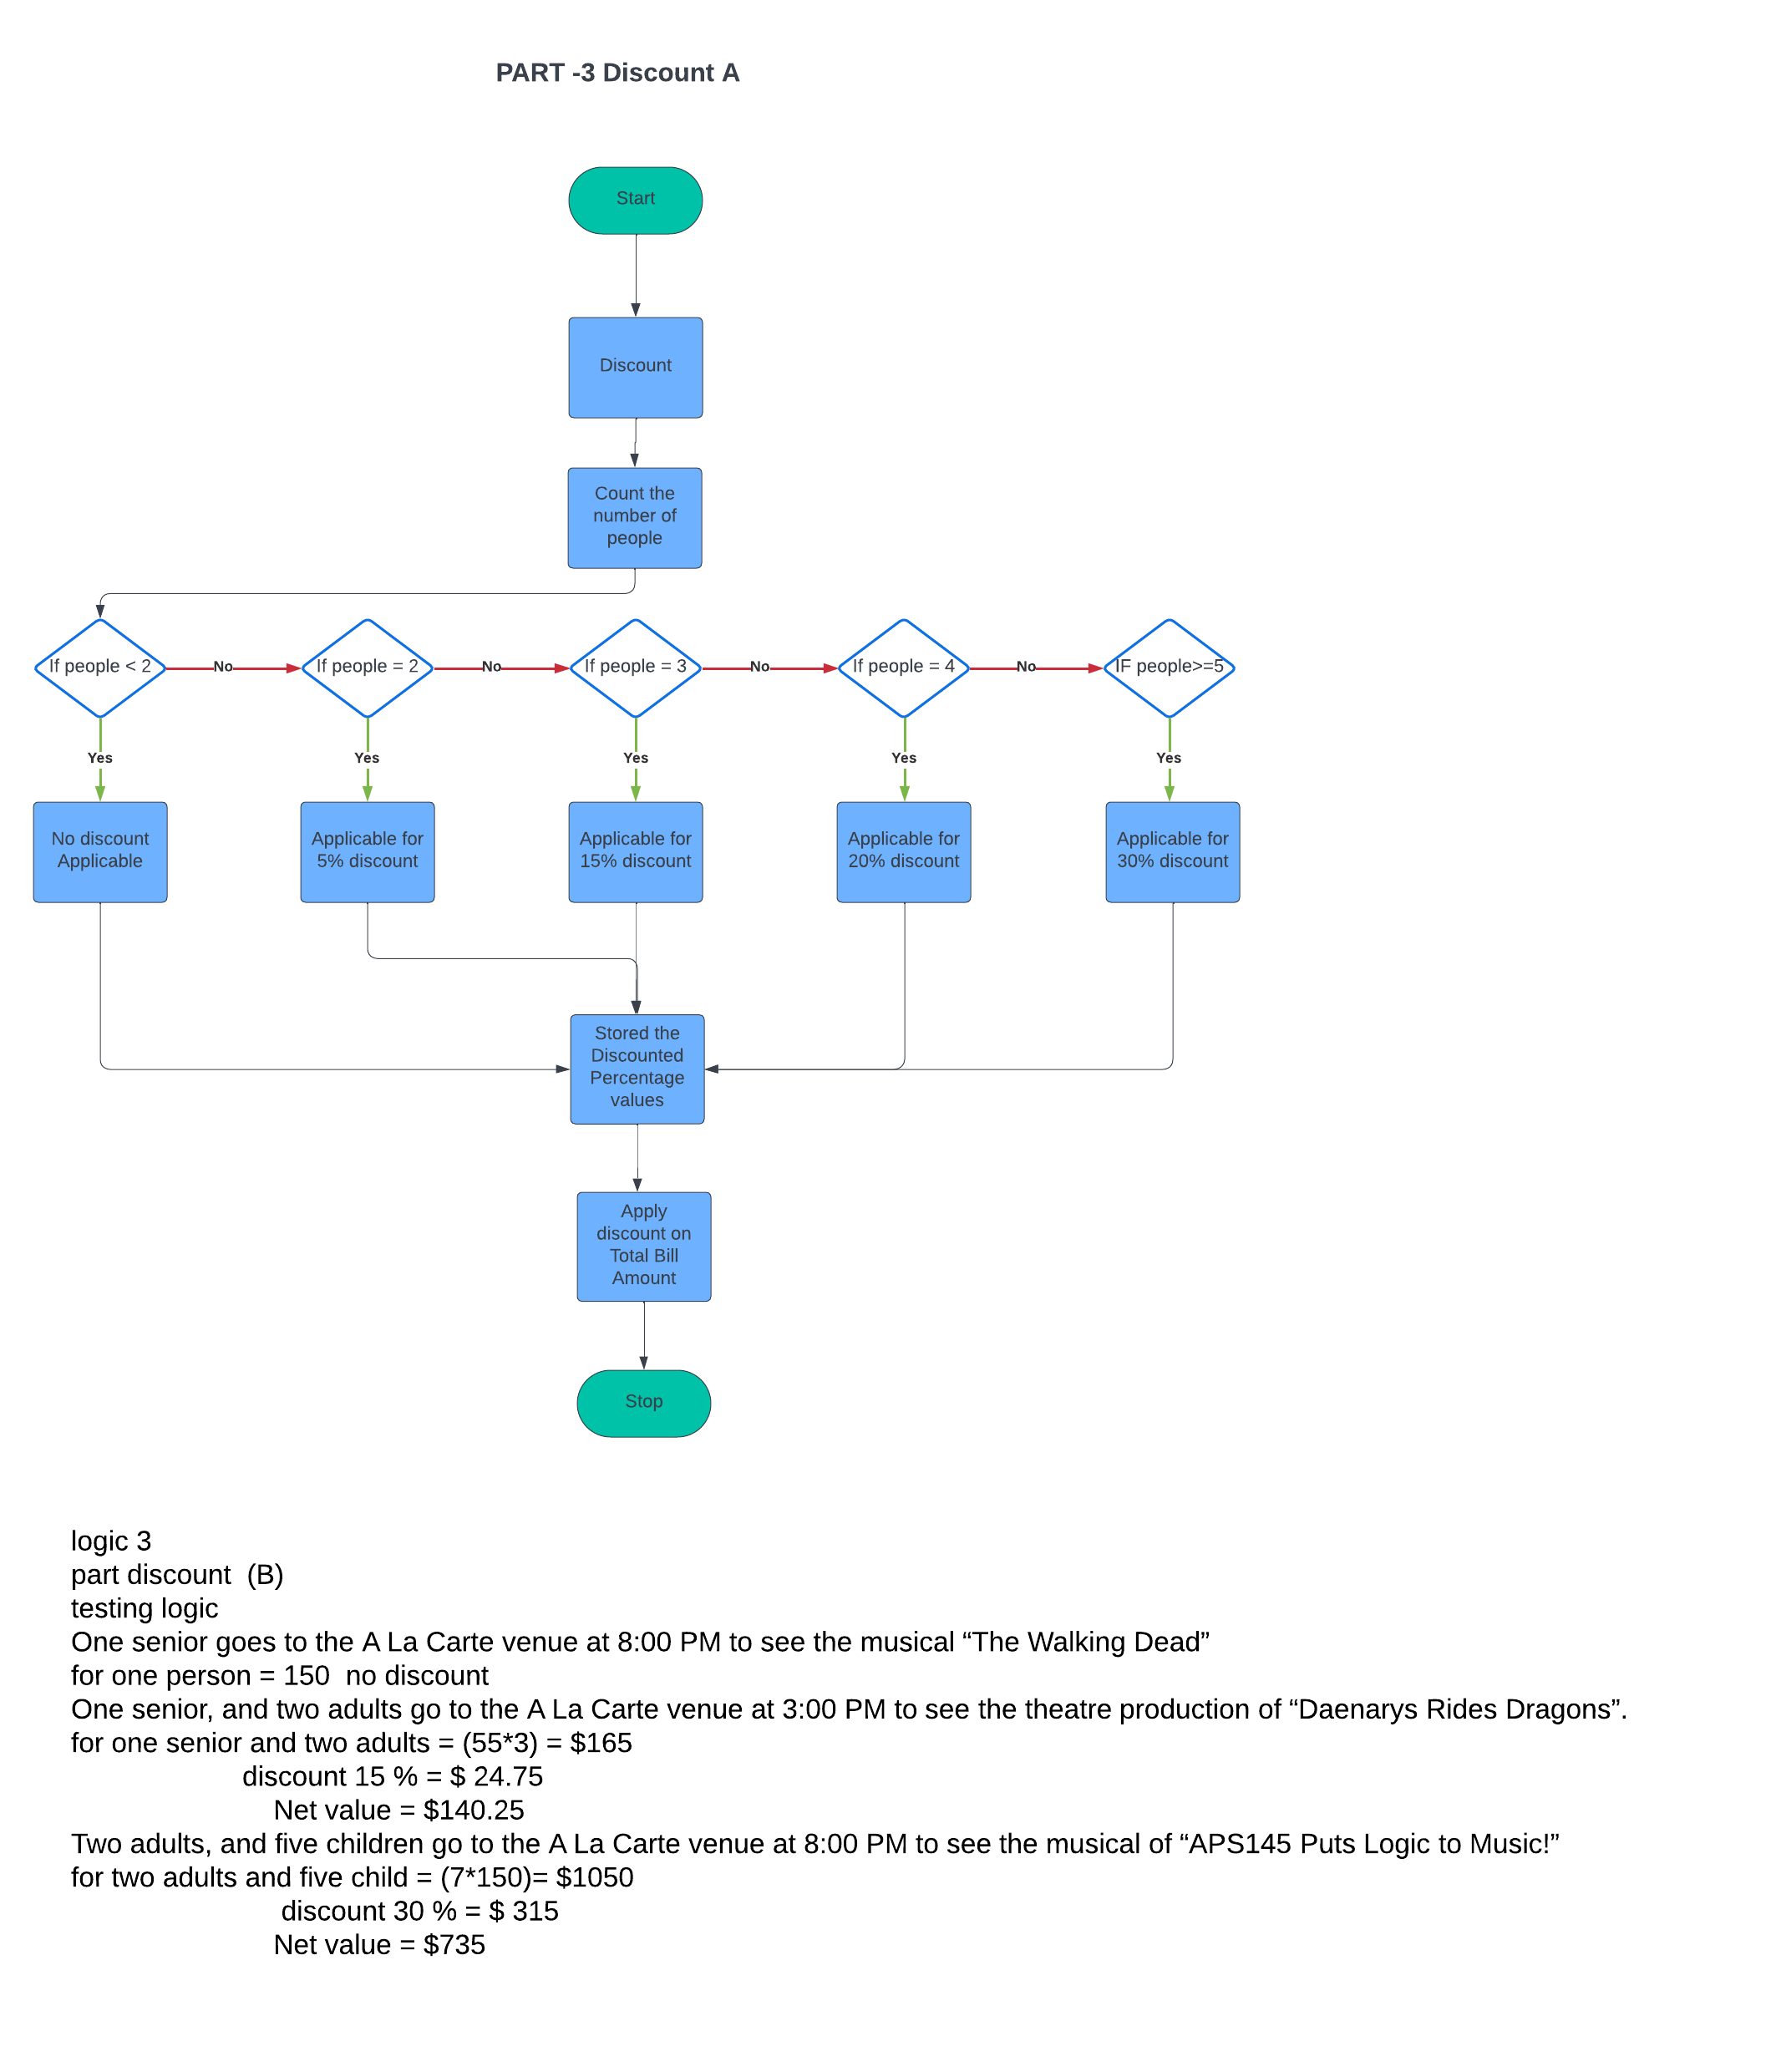 PART -3 Discount A
Start
Discount
Count the
number of
people
If people < 2
No
If people = 2
No
If people = 3
No
If people = 4
No
IF people>=5
Yes
Yes
Yes
Yes
Yes
No discount
Applicable
Applicable for
5% discount
Applicable for
15% discount
Applicable for
20% discount
Applicable for
30% discount
Stored the
Discounted
Percentage
values
Apply
discount on
Total Bill
Amount
Stop
logic 3
part discount  (B)
testing logic
One senior goes to the A La Carte venue at 8:00 PM to see the musical “The Walking Dead”
for one person = 150  no discount
One senior, and two adults go to the A La Carte venue at 3:00 PM to see the theatre production of “Daenarys Rides Dragons”.
for one senior and two adults = (55*3) = $165
discount 15 % = $ 24.75
Net value = $140.25
Two adults, and five children go to the A La Carte venue at 8:00 PM to see the musical of “APS145 Puts Logic to Music!”
for two adults and five child = (7*150)= $1050
discount 30 % = $ 315
Net value = $735